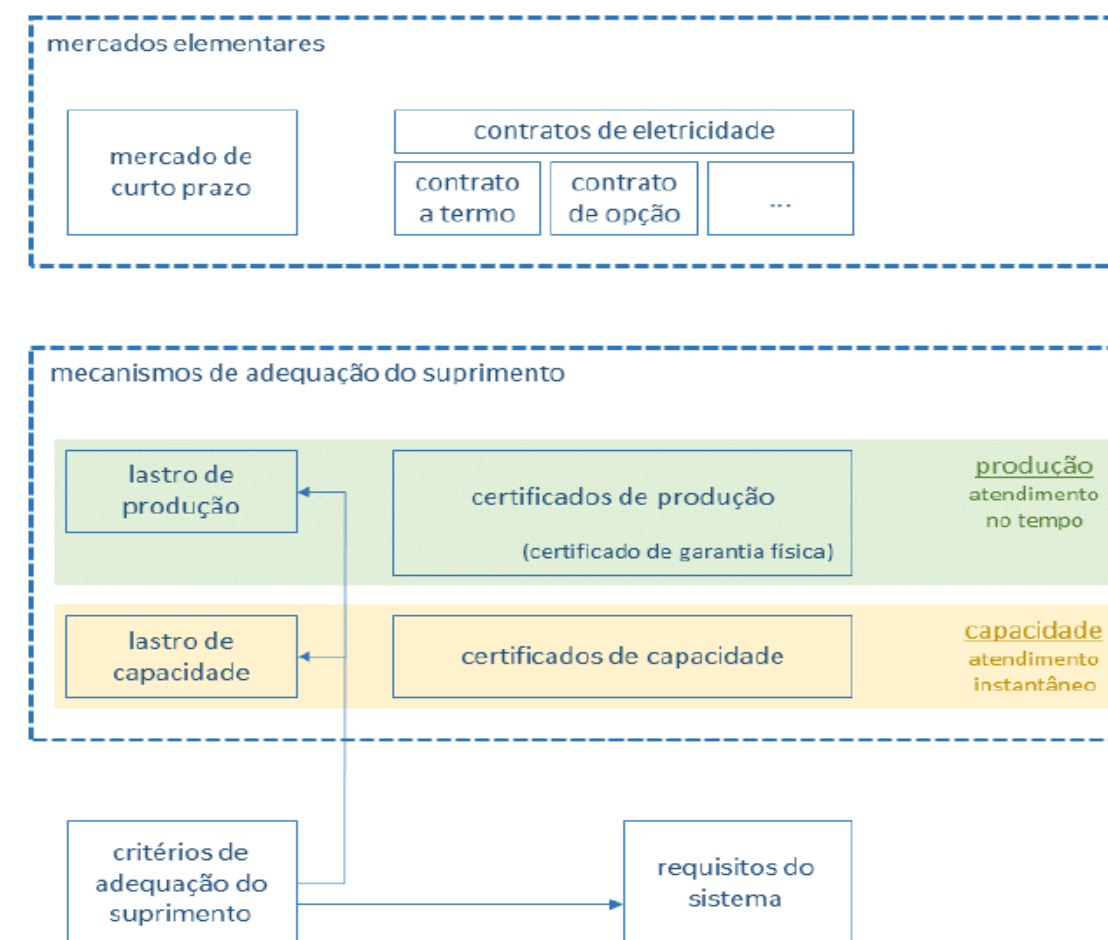 mercados elementares
mercado de
curto prazo
contratos de eletricidade
contrato
a termo
contrato
de opção
...
mecanismos de adequação do suprimento
lastro de
produção
certificados de produção
(certificado de garantia física)
produção
atendimento
no tempo
lastro de
capacidade
certificados de capacidade
capacidade
atendimento
instantâneo
critérios de
adequação do
suprimento
requisitos do
sistema